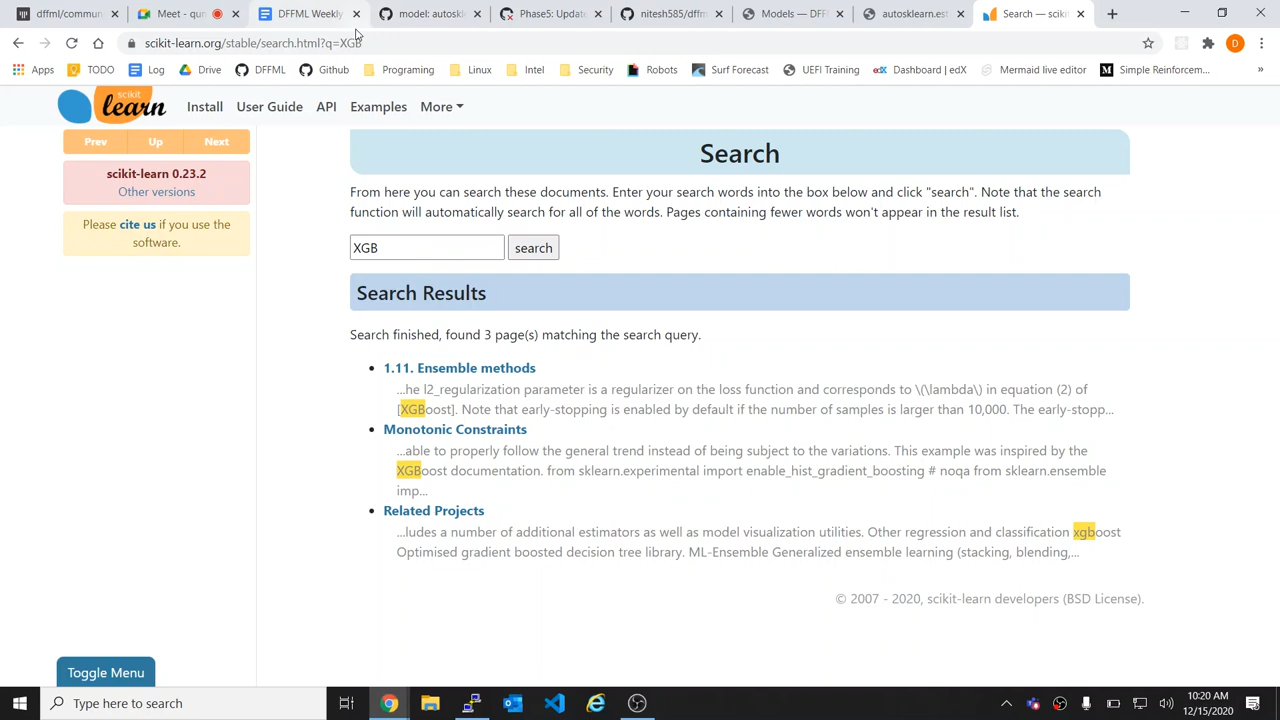 dffml/commun
Meet - qun
DFFML Weekly
model: autoskl
Phase5: Update
nitesh585/dffm
Models — DFF
autosklearn.est
Search — scikit
scikit-learn.org/stable/search.html?q=XGB
D
Apps
TODO
Log
Drive
DFFML
Github
Programing
Linux
Intel
Security
Robots
Surf Forecast
UEFI Training
Dashboard | edX
Mermaid live editor
Simple Reinforcem...
scikit
learn
Install
User Guide
API
Examples
More
Prev
Up
Next
scikit-learn 0.23.2
Other versions
Please cite us if you use the
software.
Search
From here you can search these documents. Enter your search words into the box below and click "search". Note that the search
function will automatically search for all of the words. Pages containing fewer words won't appear in the result list.
XGB
search
Search Results
Search finished, found 3 page(s) matching the search query.
1.11. Ensemble methods
...he l2_regularization parameter is a regularizer on the loss function and corresponds to \(\lambda\) in equation (2) of
[XGBoost]. Note that early-stopping is enabled by default if the number of samples is larger than 10,000. The early-stopp...
Monotonic Constraints
...able to properly follow the general trend instead of being subject to the variations. This example was inspired by the
XGBoost documentation. from sklearn.experimental import enable_hist_gradient_boosting # noqa from sklearn.ensemble
imp...
Related Projects
...ludes a number of additional estimators as well as model visualization utilities. Other regression and classification xgboost
Optimised gradient boosted decision tree library. ML-Ensemble Generalized ensemble learning (stacking, blending,...
© 2007 - 2020, scikit-learn developers (BSD License).
Toggle Menu
Type here to search
10:20 AM
12/15/2020